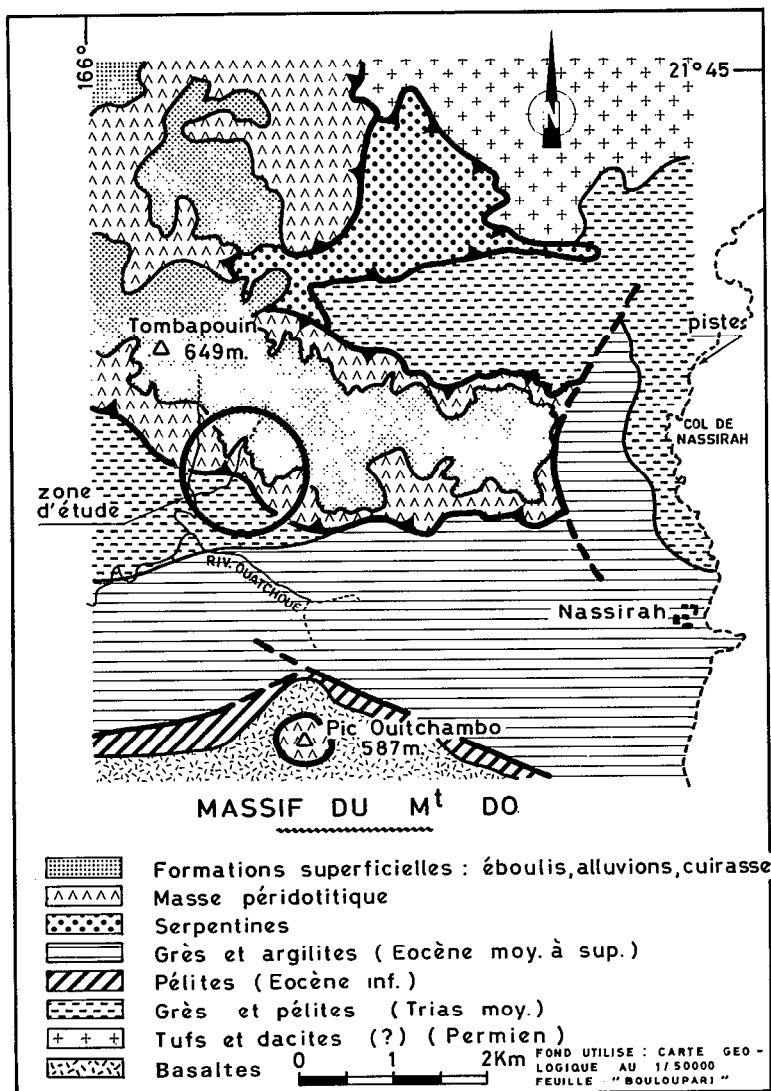 166°
21°45
N
Tombapouin
△ 649m.
piste
COL DE
NASSIRAH
zone
d'étude
RIV. OUATCHOUE
Nassirah
Pic Ouitchambo
△ 587m.
MASSIF DU Mt DO
Formations superficielles : éboulis,alluvions,cuirasse
Masse péridotitique
Serpentines
Grès et argilites ( Eocène moy. à sup.)
Pélites (Eocène inf.)
Grès et pélites (Trias moy.)
Tufs et dacites (?) ( Permien)
Basaltes
0 1 2Km
FOND UTILISE : CARTE GEO-
LOGIQUE AU 1/50000
FEUILLE "BOULOUPARI"